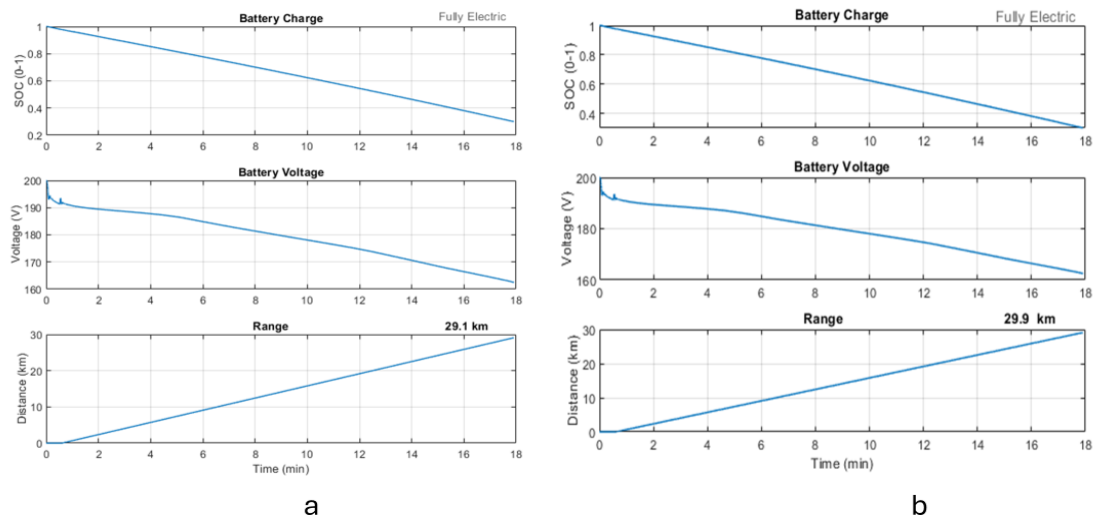 Battery Charge Fully Electric
SOC (0-1)
1
0.8
0.6
0.4
0.2
0 2 4 6 8 10 12 14 16 18
Battery Voltage
Voltage (V)
200
190
180
170
160
0 2 4 6 8 10 12 14 16 18
Range 29.1 km
Distance (km)
30
20
10
0
0 2 4 6 8 10 12 14 16 18
Time (min)
a
Battery Charge Fully Electric
SOC (0-1)
1
0.8
0.6
0.4
0 2 4 6 8 10 12 14 16 18
Battery Voltage
Voltage (V)
200
180
160
0 2 4 6 8 10 12 14 16 18
Range 29.9 km
Distance (km)
30
20
10
0
0 2 4 6 8 10 12 14 16 18
Time (min)
b